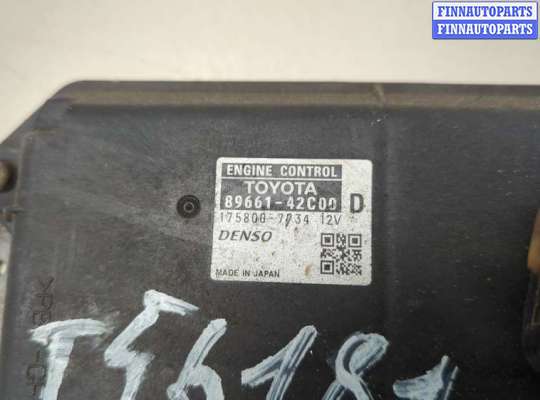 FINNAUTOPARTS
FINNAUTOPARTS
ENGINE CONTROL
TOYOTA
89661-42C00 D
175800-7734 12V
DENSO
MADE IN JAPAN